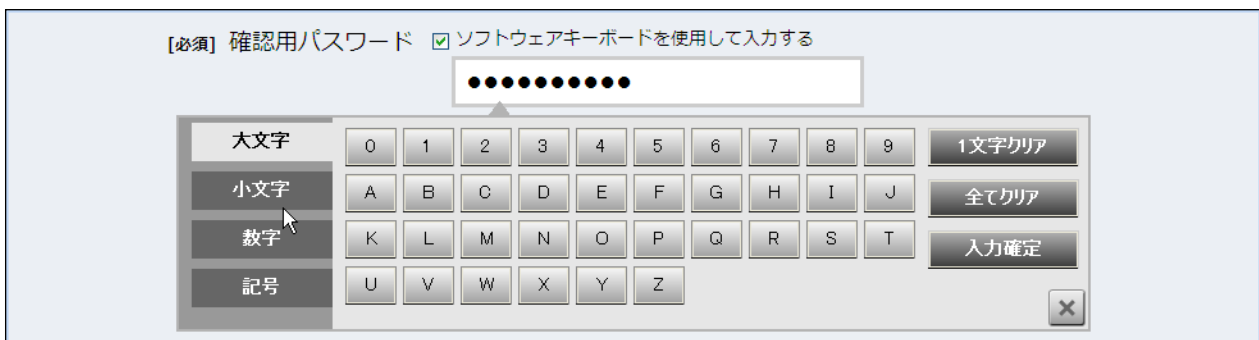 [必須] 確認用パスワード ソフトウェアキーボードを使用して入力する
●●●●●●●●●●
大文字 0 1 2 3 4 5 6 7 8 9 1文字クリア
小文字 A B C D E F G H I J 全てクリア
数字 K L M N O P Q R S T 入力確定
記号 U V W X Y Z
×